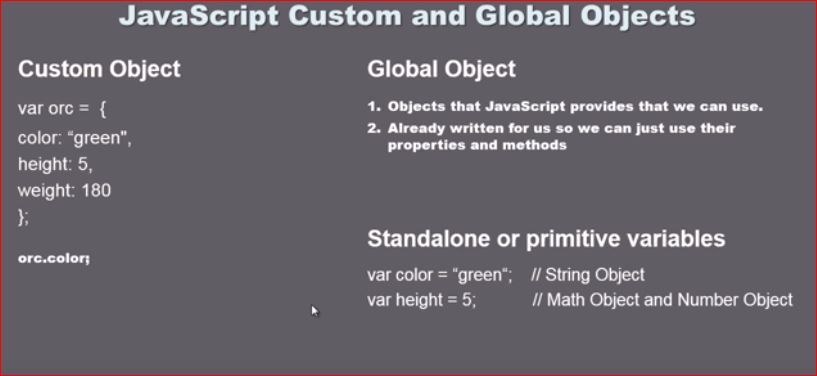 JavaScript Custom and Global Objects
Custom Object
var orc = {
color: “green",
height: 5,
weight: 180
};
orc.color;
Global Object
1. Objects that JavaScript provides that we can use.
2. Already written for us so we can just use their
properties and methods
Standalone or primitive variables
var color = “green“; // String Object
var height = 5; // Math Object and Number Object